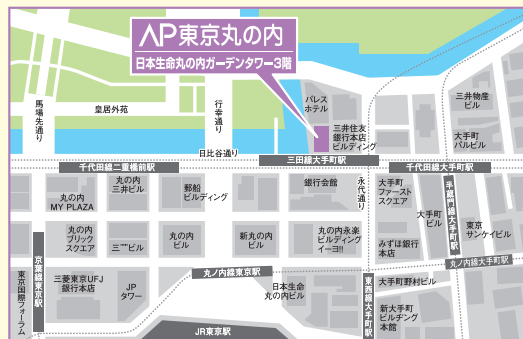 AP東京丸の内
日本生命丸の内ガーデンタワー3階
馬場先通り
皇居外苑
行幸通り
パレス
ホテル
三井住友
銀行本店
ビルディング
三井物産
ビル
大手町
パルビル
日比谷通り
千代田線二重橋前駅
三田線大手町駅
千代田線大手町駅
丸の内
MY PLAZA
丸の内
三井ビル
郵船
ビルディング
銀行会館
永代通り
大手町
ファースト
スクエア
大手町
ビル
半蔵門線大手町駅
東京
サンケイビル
丸の内
ブリック
スクエア
三菱ビル
丸の内
ビル
新丸の内
ビル
丸の内永楽
ビルディング
イーヨ!!
みずほ銀行
本店
京葉線東京駅
丸ノ内線東京駅
丸ノ内線大手町駅
東京国際フォーラム
三菱東京UFJ
銀行本店
JP
タワー
日本生命
丸の内ビル
東西線大手町駅
大手町野村ビル
新大手町
ビルヂング
本館
JR東京駅